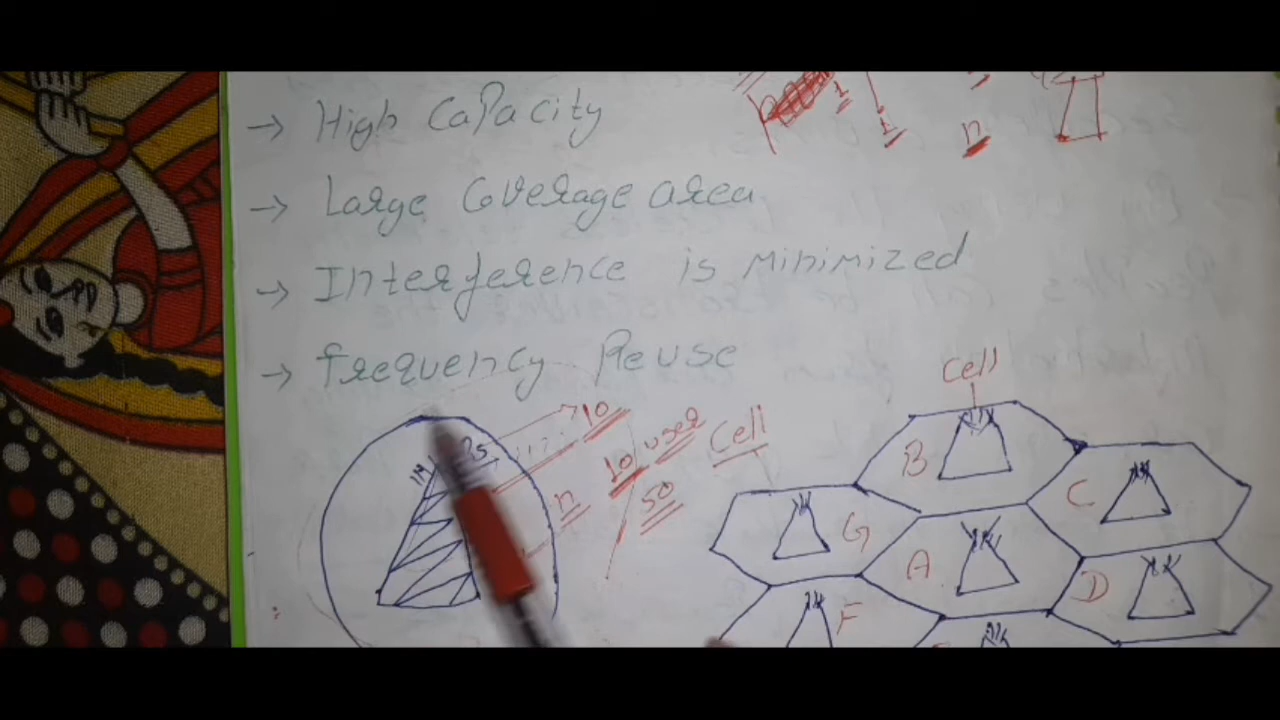 → High Capacity
→ Large Coverage area
→ Interference is Minimized
→ frequency Reuse
n
Cell
10
10 used
50
n
Cell
B
C
G
A
D
F